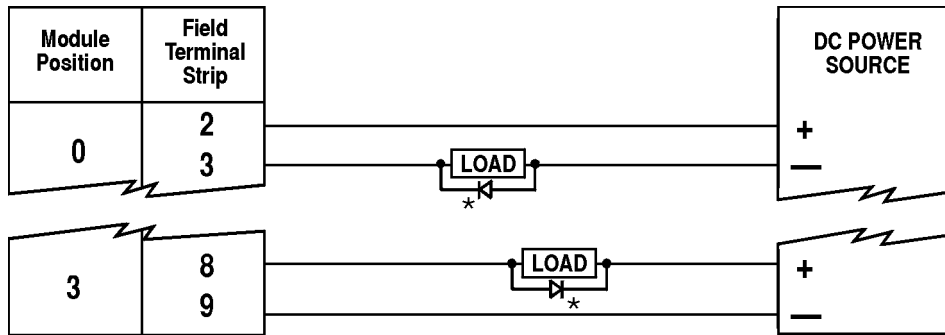 Module
Position
Field
Terminal
Strip
DC POWER
SOURCE
0
2
+
3
LOAD
—
*
3
8
LOAD
+
*
9
—